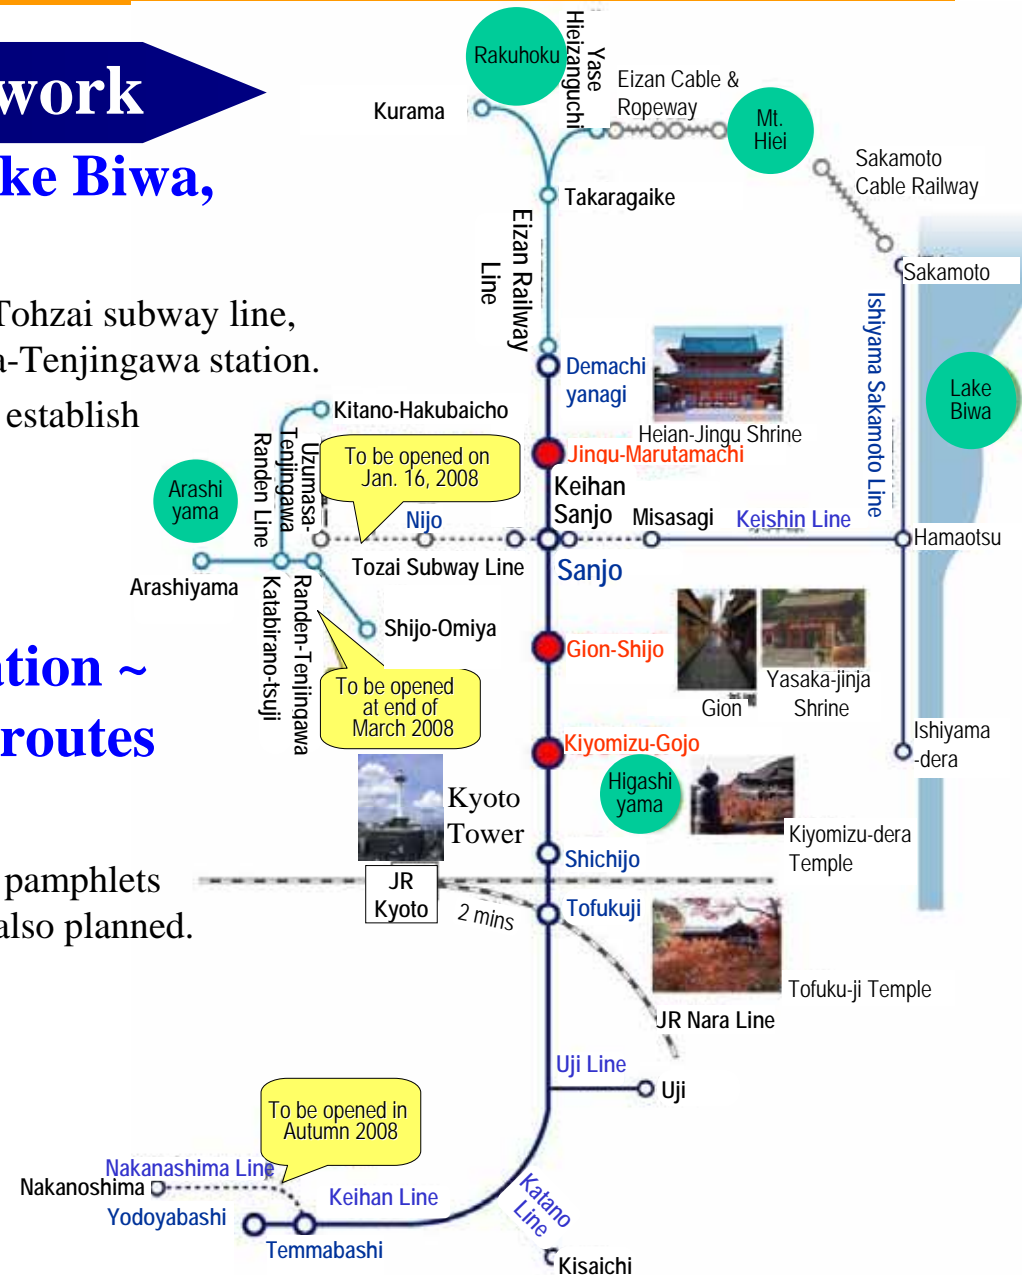 work
ke Biwa,
Tohzai subway line,
a-Tenjingawa station.
establish
ation ~
routes
pamphlets
also planned.
Rakuhoku
Yase
Hieizanguchi
Eizan Cable &
Ropeway
Kurama
Mt.
Hiei
Sakamoto
Cable Railway
Takaragaike
Eizan Railway
Line
Sakamoto
Ishiyama Sakamoto Line
Demachi
yanagi
Lake
Biwa
Heian-Jingu Shrine
Kitano-Hakubaicho
Jingu-Marutamachi
To be opened on
Jan. 16, 2008
Uzumasa-
Tenjingawa
Randen Line
Arashi
yama
Keihan
Sanjo
Nijo
Misasagi
Keishin Line
Hamaotsu
Tozai Subway Line
Sanjo
Arashiyama
Katabirano-tsuji
Randen-Tenjingawa
Shijo-Omiya
Gion-Shijo
Gion
Yasaka-jinja
Shrine
To be opened
at end of
March 2008
Kiyomizu-Gojo
Ishiyama
-dera
Higashi
yama
Kyoto
Tower
Kiyomizu-dera
Temple
Shichijo
JR
Kyoto
2 mins
Tofukuji
Tofuku-ji Temple
JR Nara Line
Uji Line
Uji
To be opened in
Autumn 2008
Nakanashima Line
Nakanoshima
Keihan Line
Katano
Line
Yodoyabashi
Temmabashi
Kisaichi